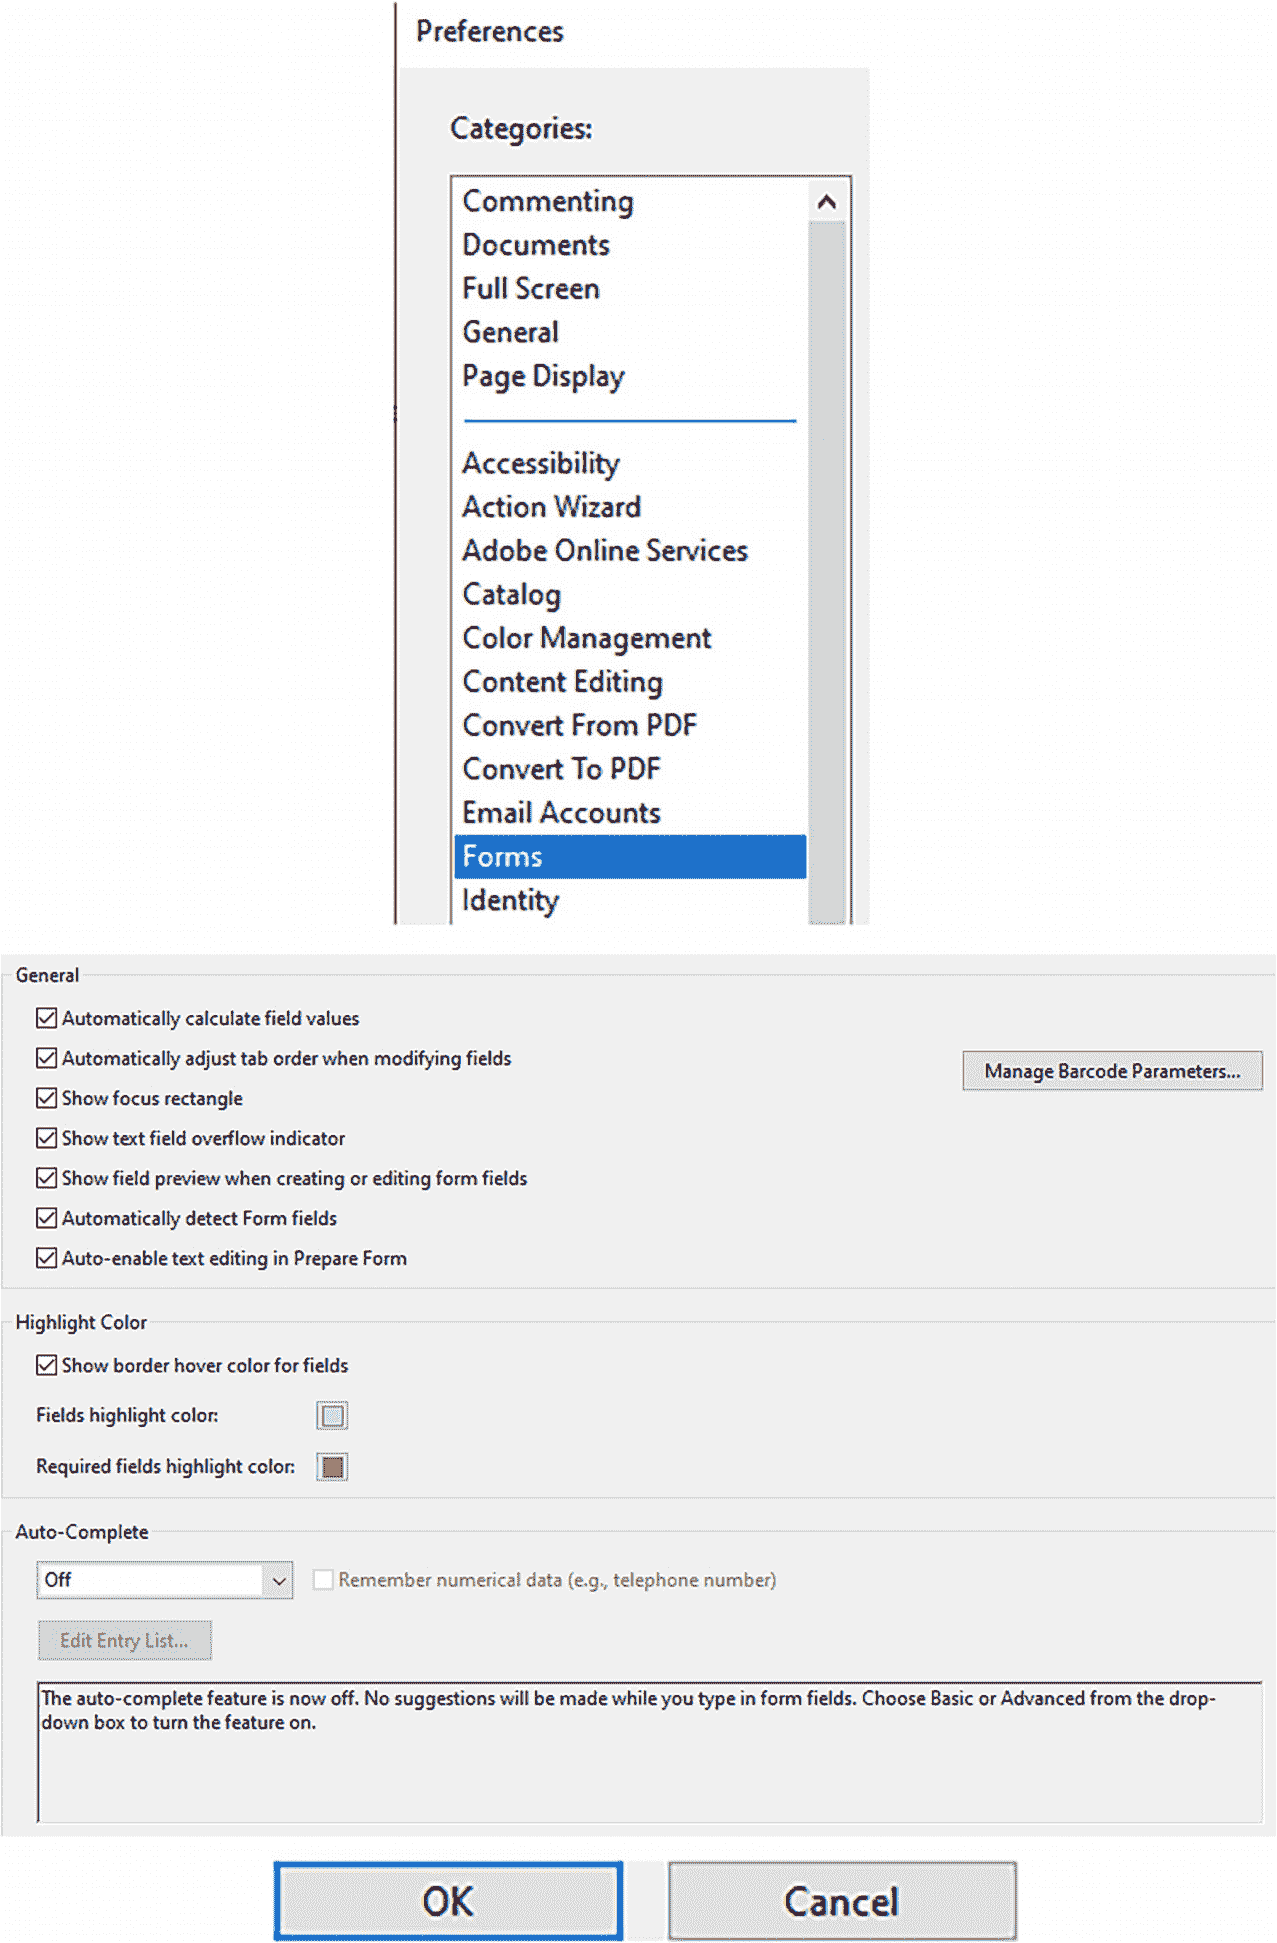 Preferences
Categories:
Commenting
Documents
Full Screen
General
Page Display
Accessibility
Action Wizard
Adobe Online Services
Catalog
Color Management
Content Editing
Convert From PDF
Convert To PDF
Email Accounts
Forms
Identity
General
Automatically calculate field values
Automatically adjust tab order when modifying fields
Manage Barcode Parameters...
Show focus rectangle
Show text field overflow indicator
Show field preview when creating or editing form fields
Automatically detect Form fields
Auto-enable text editing in Prepare Form
Highlight Color
Show border hover color for fields
Fields highlight color:
Required fields highlight color:
Auto-Complete
Off
Remember numerical data (e.g., telephone number)
Edit Entry List...
The auto-complete feature is now off. No suggestions will be made while you type in form fields. Choose Basic or Advanced from the drop-
down box to turn the feature on.
OK
Cancel